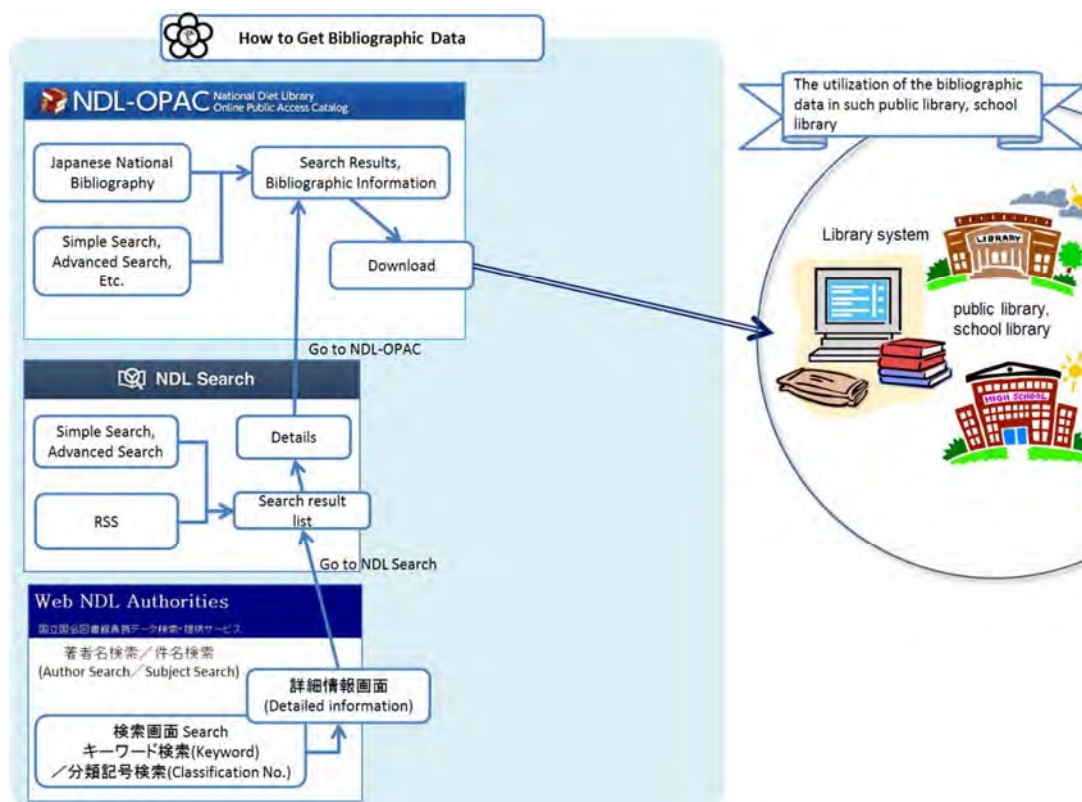 How to Get Bibliographic Data
NDL-OPAC National Diet Library
Online Public Access Catalog
Japanese National
Bibliography
Search Results,
Bibliographic Information
Simple Search,
Advanced Search,
Etc.
Download
Go to NDL-OPAC
NDL Search
Simple Search,
Advanced Search
Details
RSS
Search result
list
Go to NDL Search
Web NDL Authorities
国立国会図書館典拠データ検索・提供サービス
著者名検索／件名検索
(Author Search／Subject Search)
詳細情報画面
(Detailed information)
検索画面 Search
キーワード検索(Keyword)
／分類記号検索(Classification No.)
The utilization of the bibliographic
data in such public library, school
library
Library system
LIBRARY
public library,
school library
HIGH SCHOOL